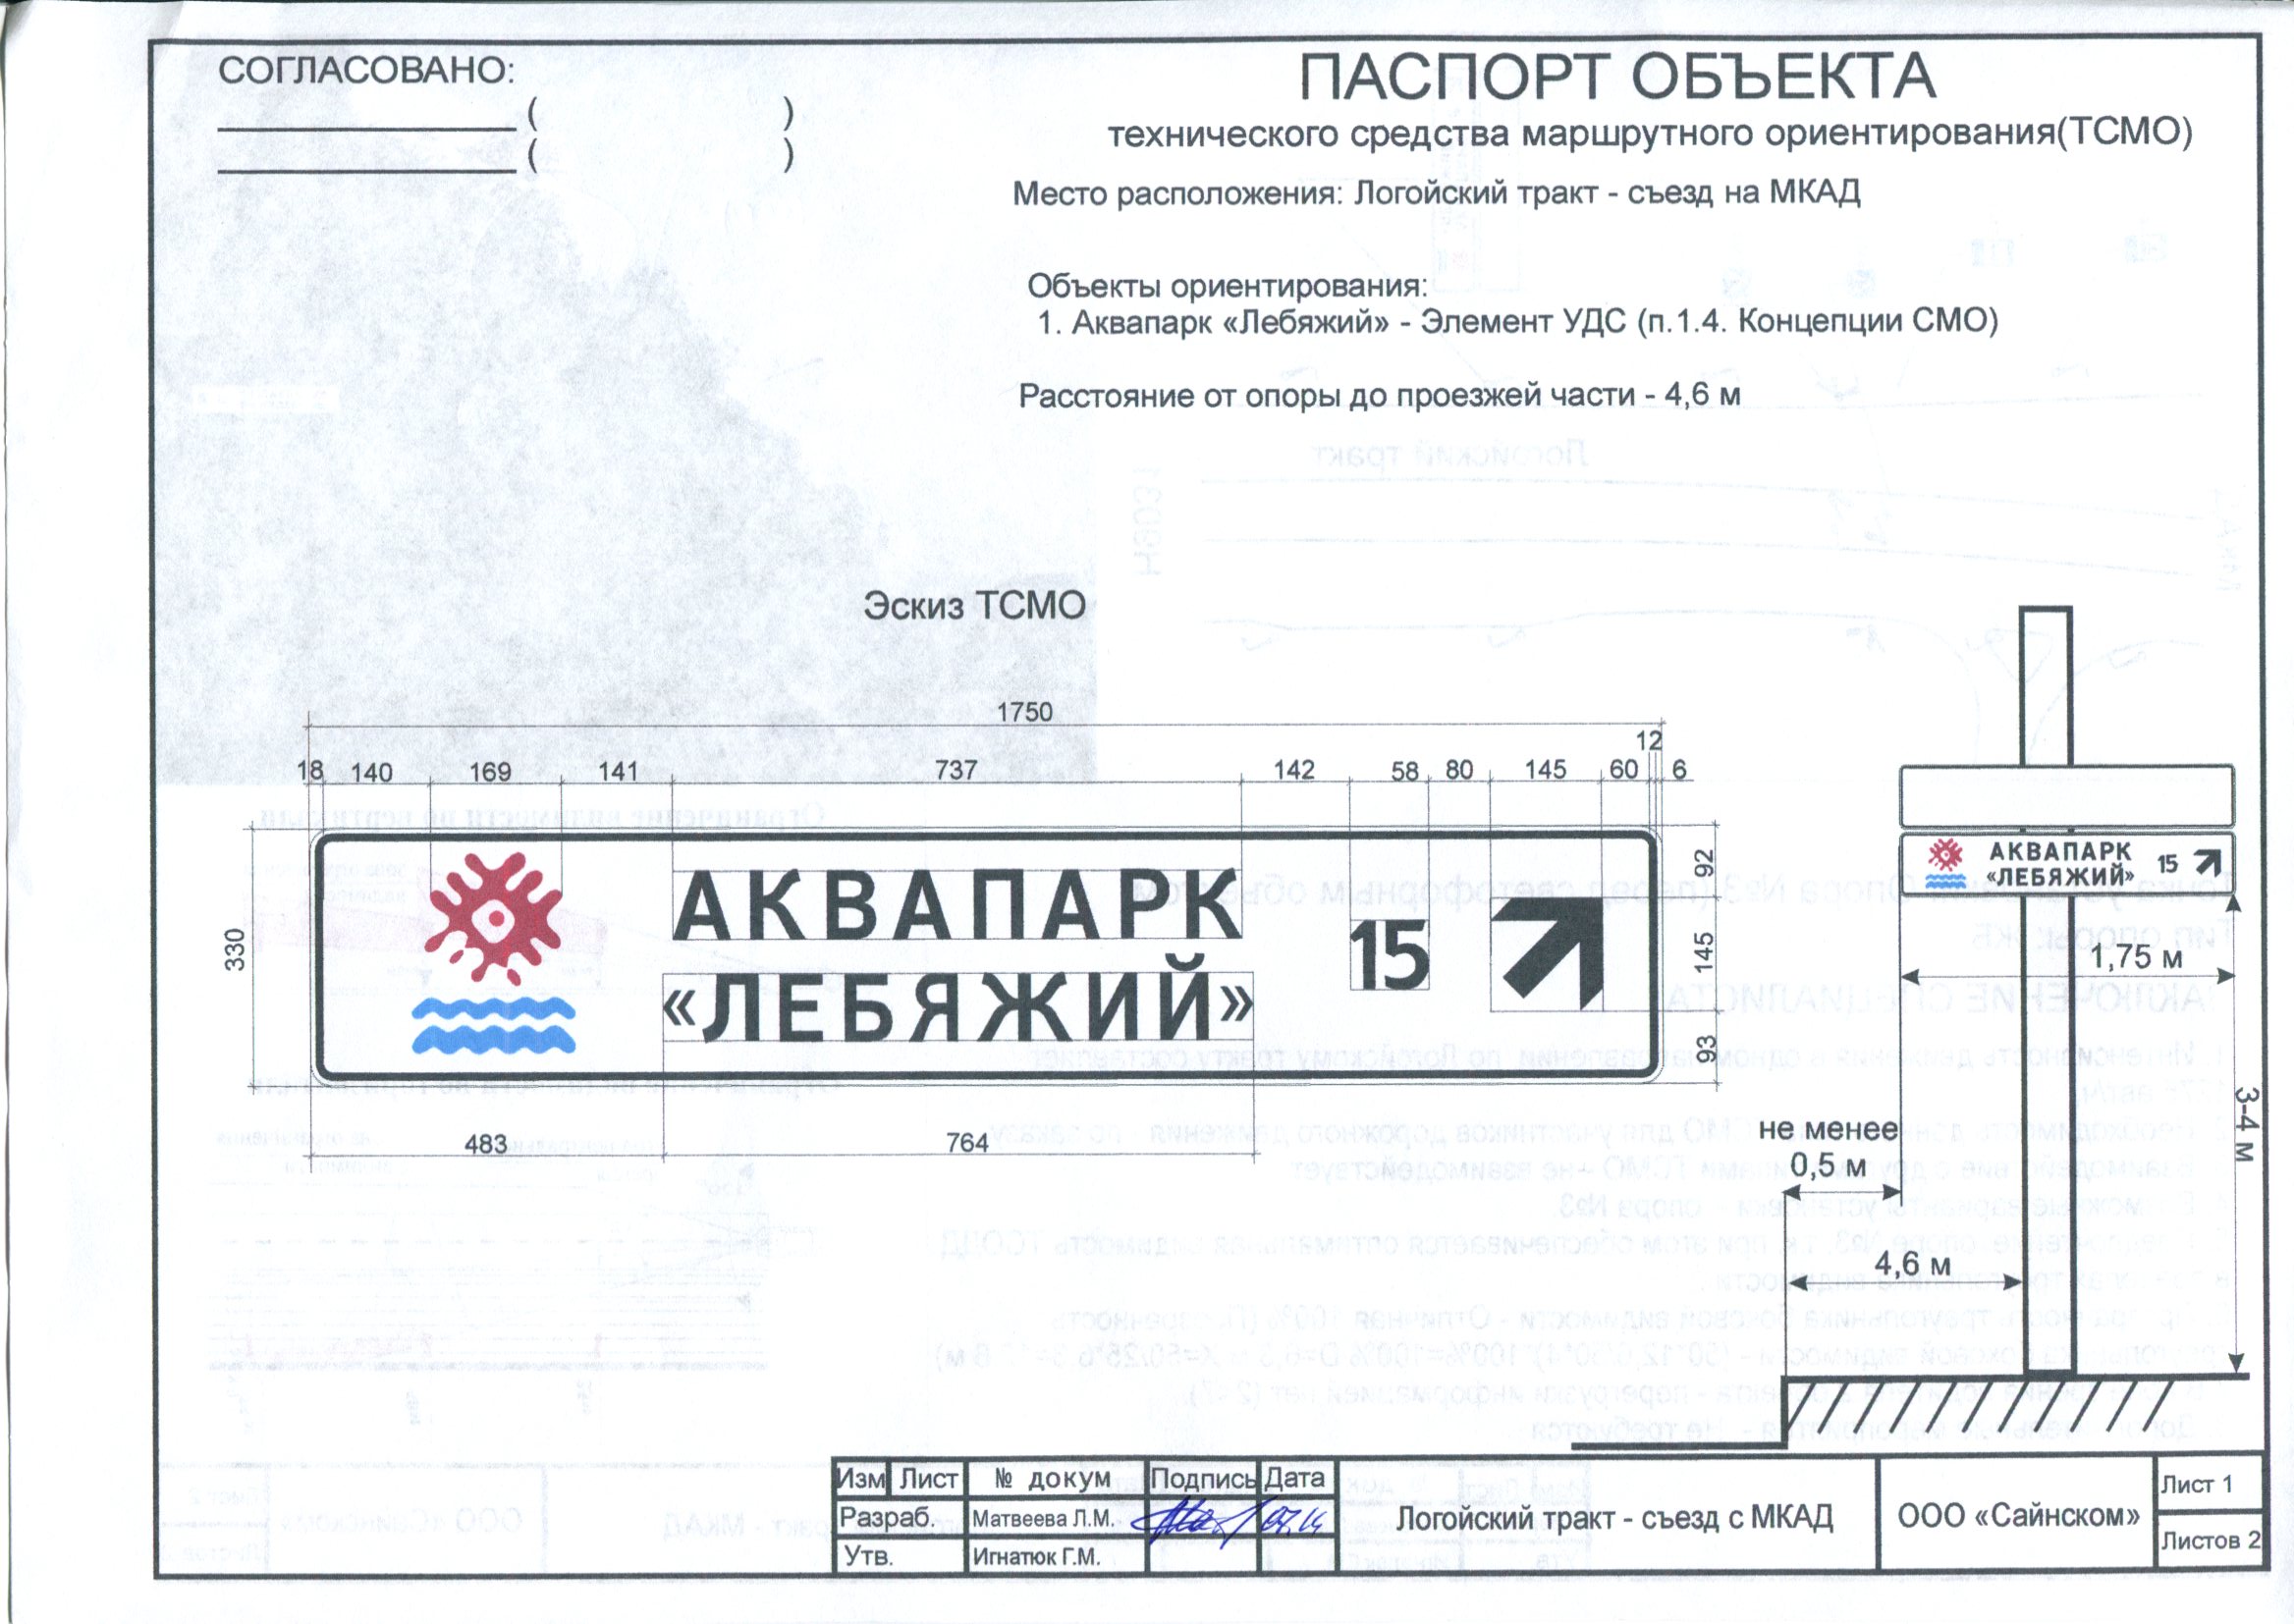 СОГЛАСОВАНО:
( )
( )
ПАСПОРТ ОБЪЕКТА
технического средства маршрутного ориентирования(ТСМО)
Место расположения: Логойский тракт - съезд на МКАД
Объекты ориентирования:
1. Аквапарк «Лебяжий» - Элемент УДС (п.1.4. Концепции СМО)
Расстояние от опоры до проезжей части - 4,6 м
Эскиз ТСМО
1750
12
18 140 169 141 737 142 58 80 145 60 6
330
АКВАПАРК
«ЛЕБЯЖИЙ»
15
92
145
93
483 764
АКВАПАРК
«ЛЕБЯЖИЙ»
15
1,75 м
3-4 м
не менее
0,5 м
4,6 м
Изм Лист № докум Подпись Дата
Разраб. Матвеева Л.М.
Утв. Игнатюк Г.М.
Логойский тракт - съезд с МКАД
ООО «Сайнском»
Лист 1
Листов 2